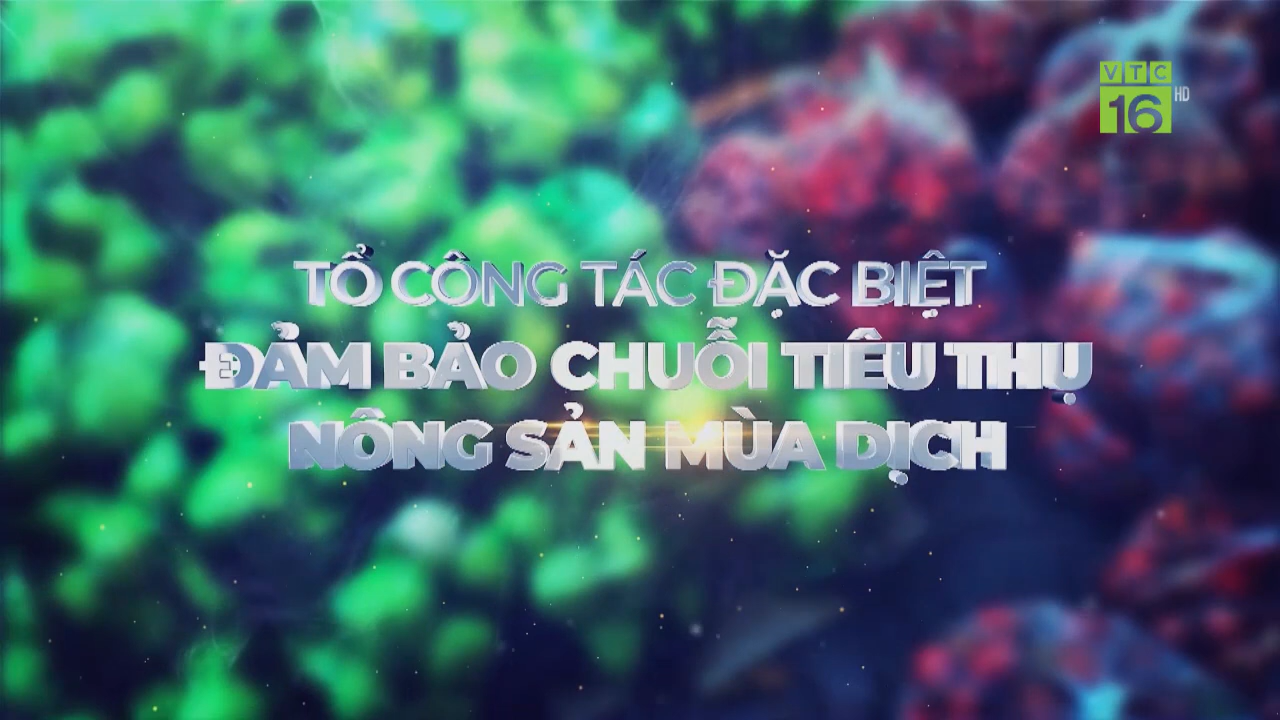 VTC
16 HD
TỔ CÔNG TÁC ĐẶC BIỆT
ĐẢM BẢO CHUỖI TIÊU THỤ
NÔNG SẢN MÙA DỊCH